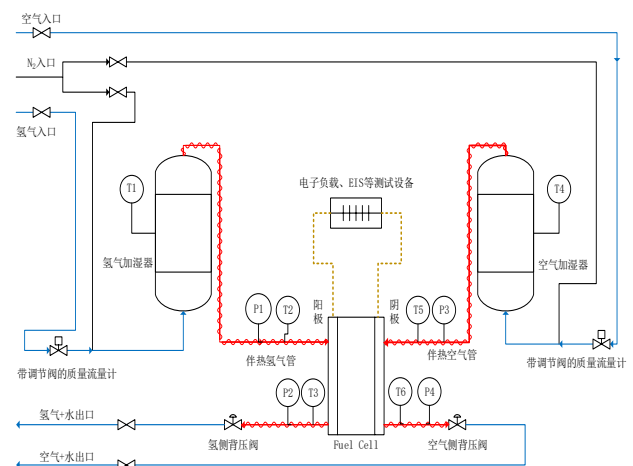 空气入口
N₂入口
氢气入口
电子负载、EIS等测试设备
T1
T4
氢气加湿器
空气加湿器
阳极
阴极
P1
T2
T5
P3
伴热氢气管
伴热空气管
带调节阀的质量流量计
带调节阀的质量流量计
P2
T3
T6
P4
氢气+水出口
氢侧背压阀
Fuel Cell
空气侧背压阀
空气+水出口